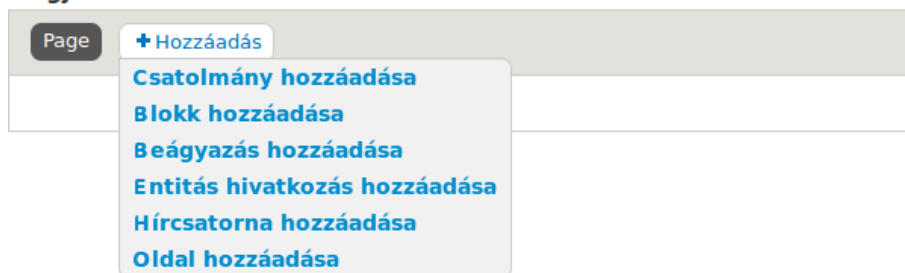 Page +Hozzáadás
Csatolmány hozzáadása
Blokk hozzáadása
Beágyazás hozzáadása
Entitás hivatkozás hozzáadása
Hírcsatorna hozzáadása
Oldal hozzáadása